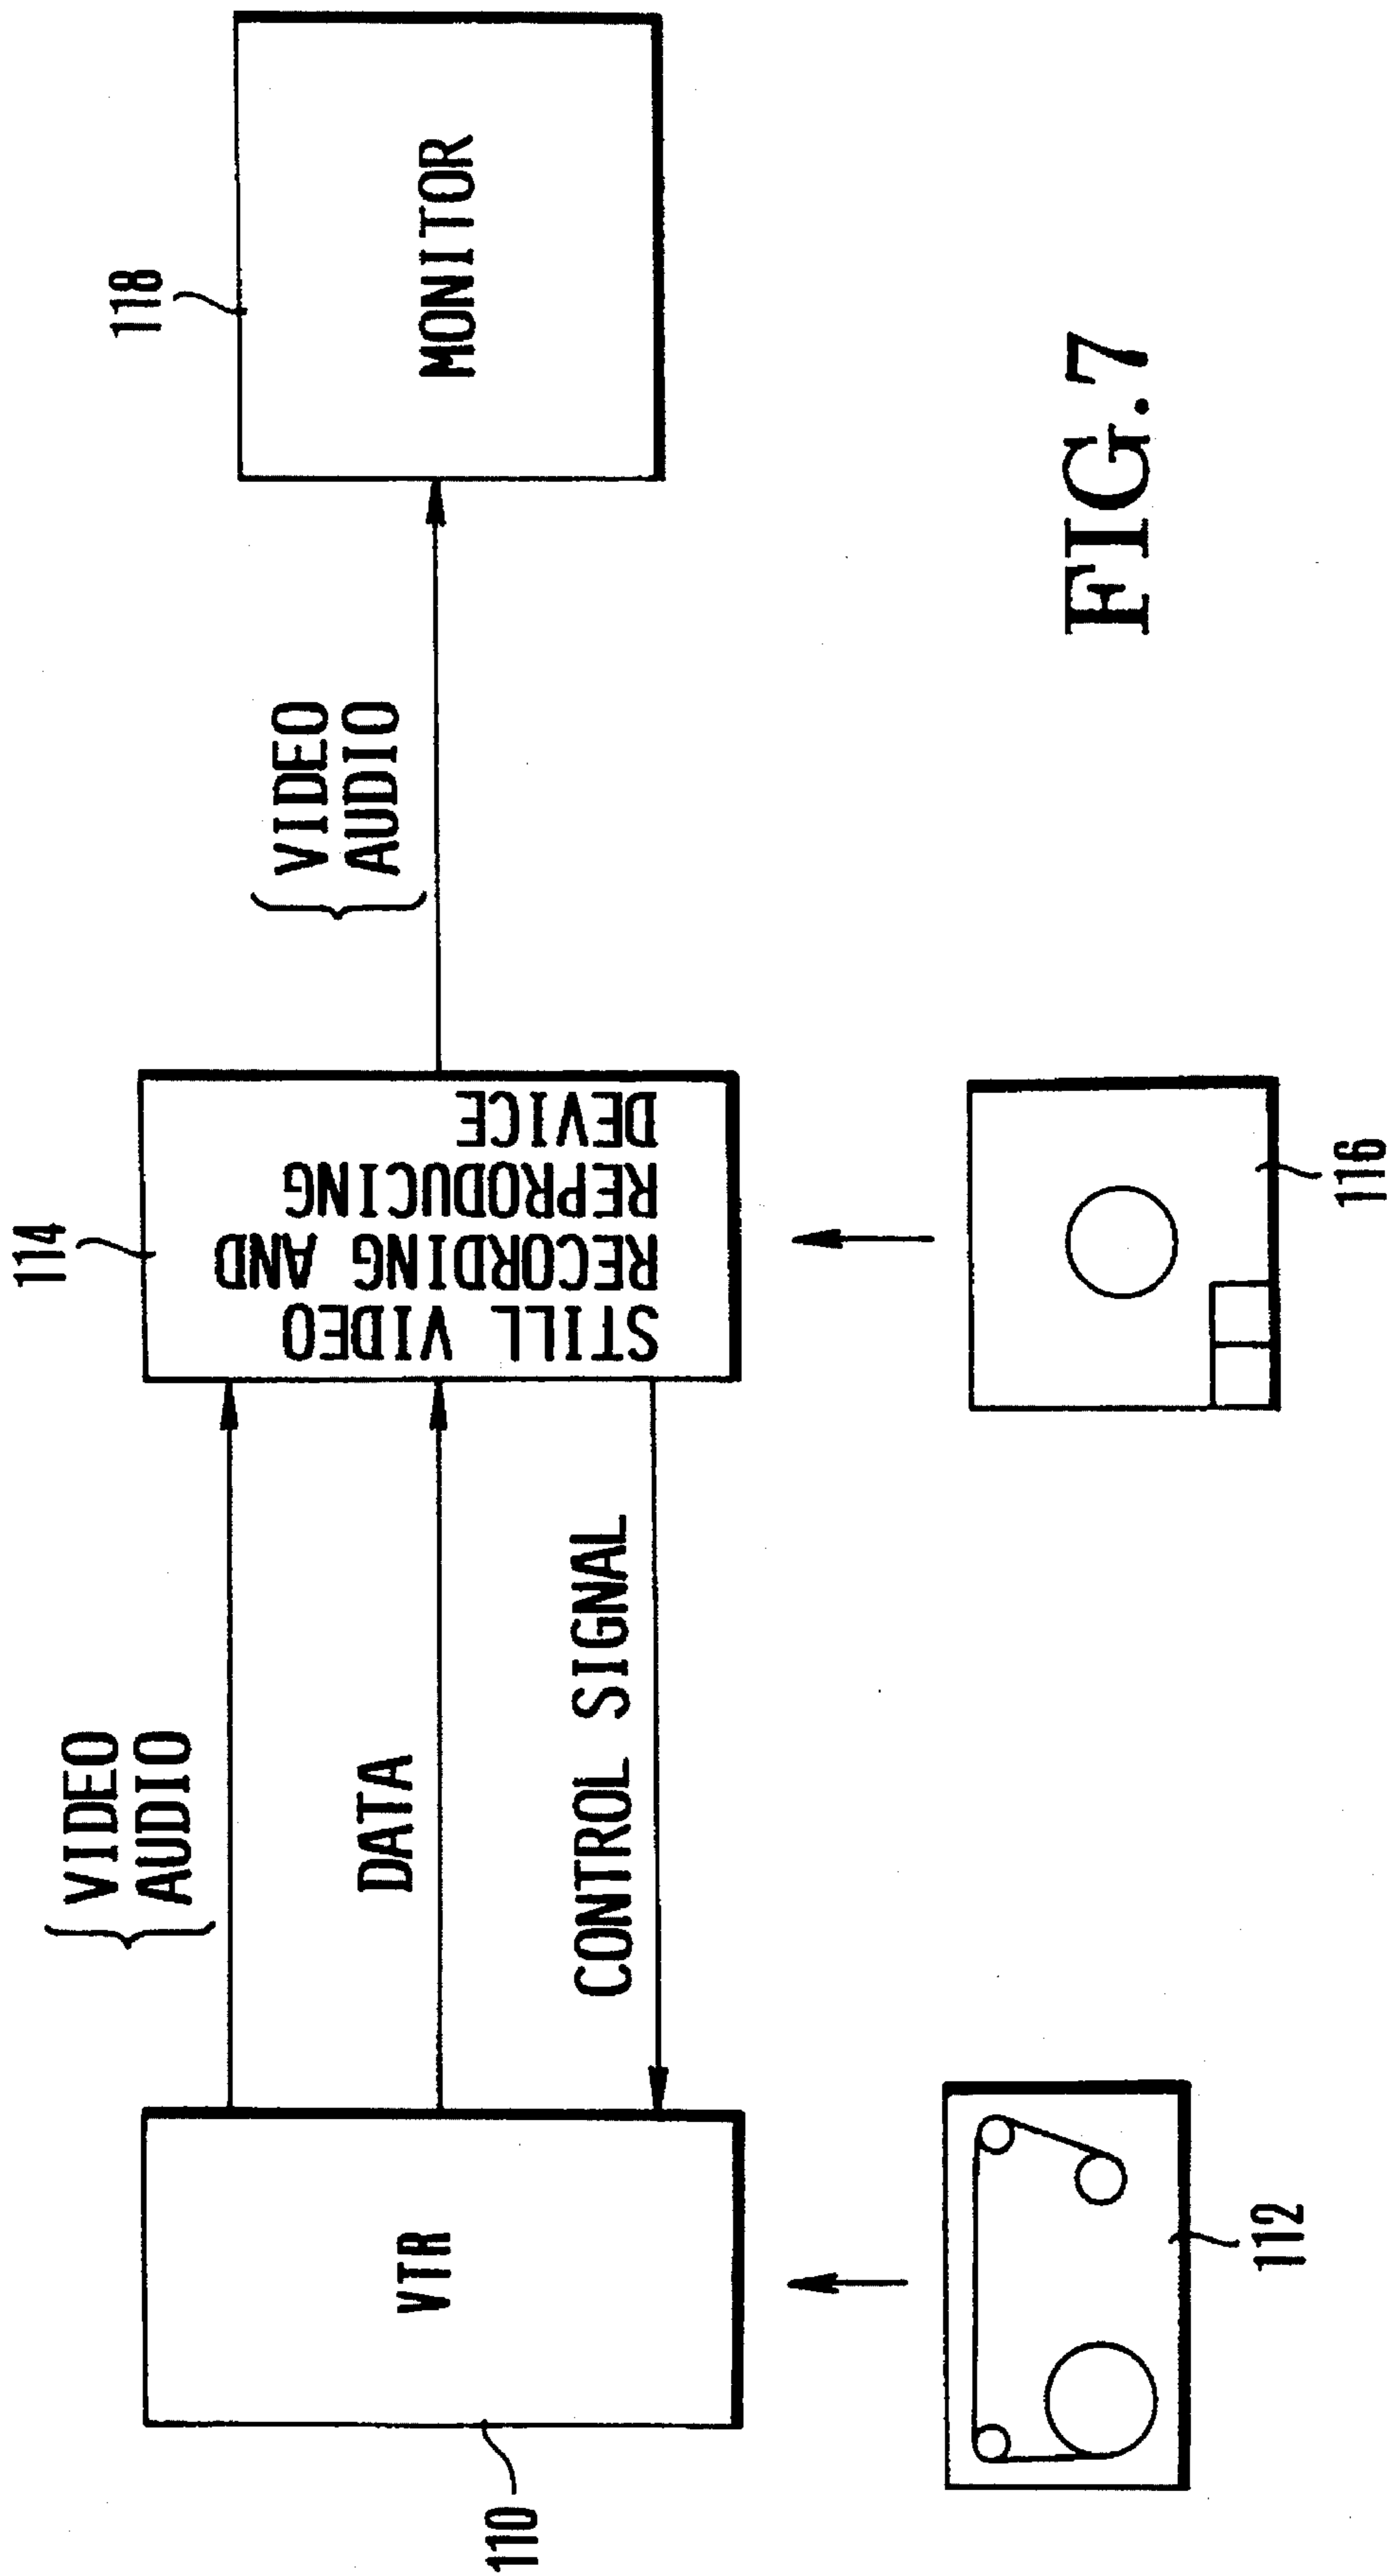 VIDEO
AUDIO
DATA
CONTROL SIGNAL
110
VTR
112
114
STILL VIDEO
RECORDING AND
REPRODUCING
DEVICE
116
VIDEO
AUDIO
118
MONITOR
FIG.7